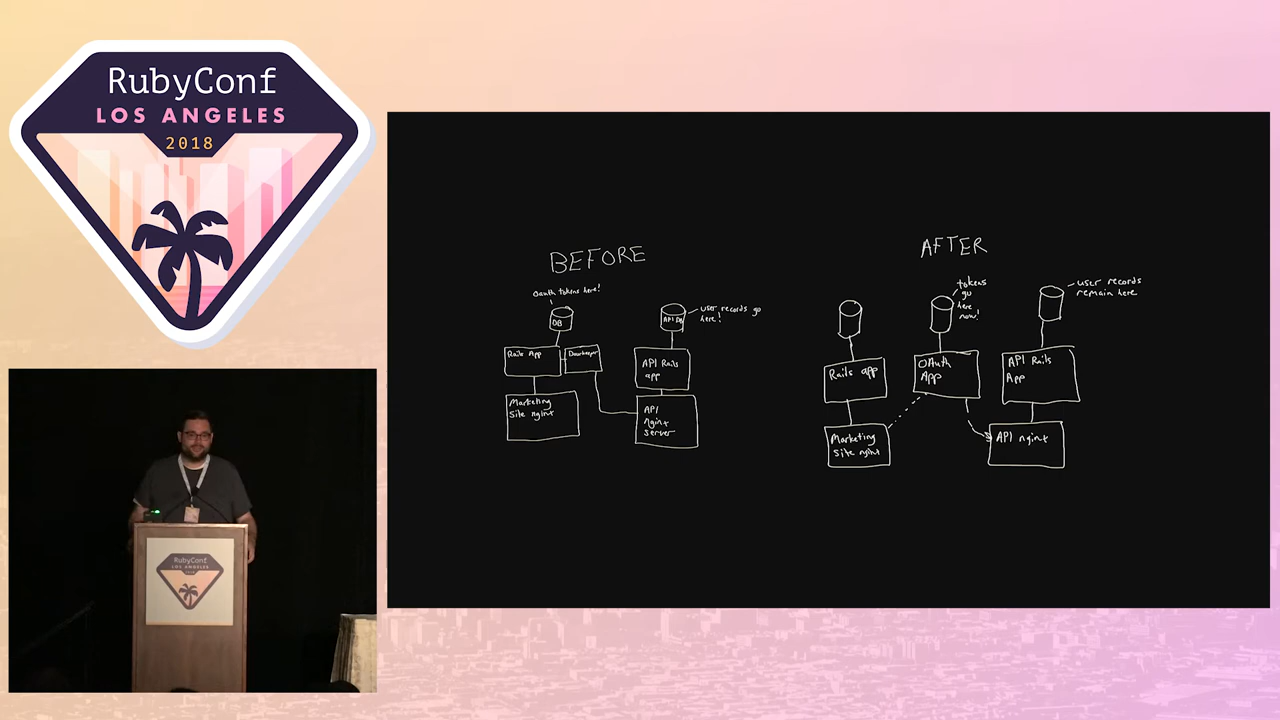 RubyConf
LOS ANGELES
2018
BEFORE
Oauth tokens here!
DB
API DB
user records go
here!
Rails App
Doorkeeper
API Rails
app
Marketing
Site nginx
API
nginx
server
AFTER
tokens
go
here
now!
user records
remain here
Rails app
OAuth
App
API Rails
App
Marketing
Site nginx
API nginx
RubyConf
LOS ANGELES
2018